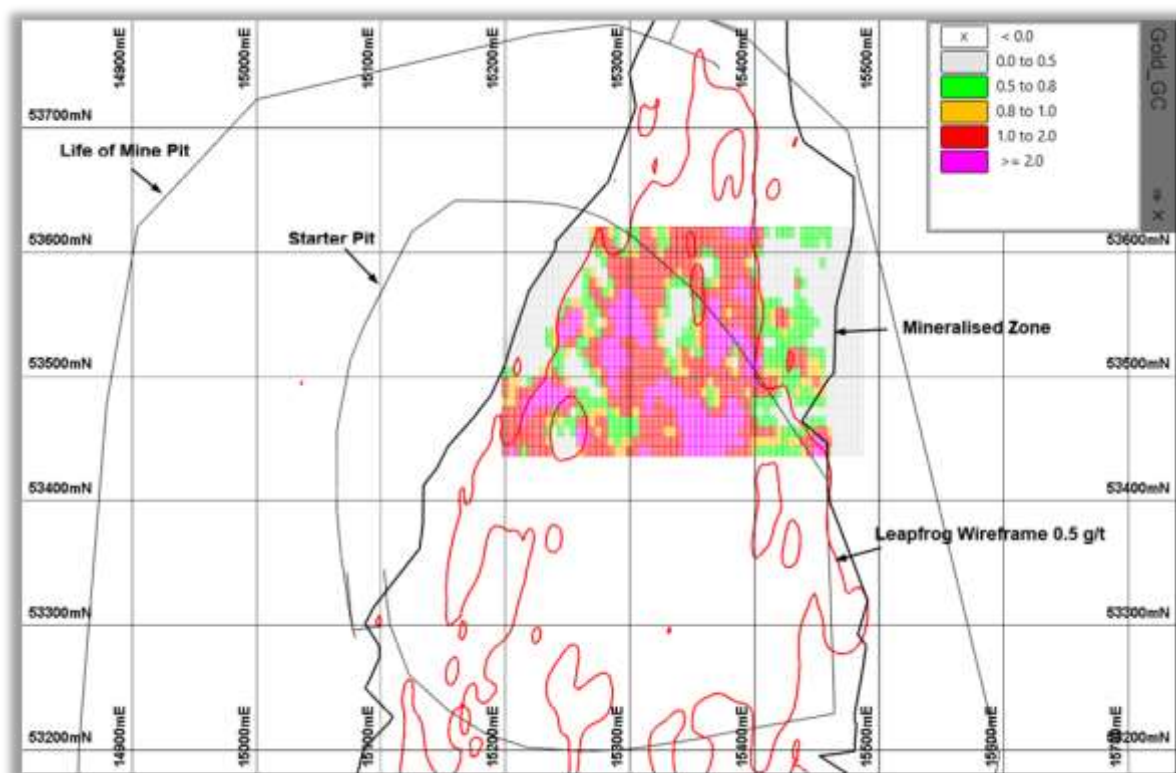 14900mE
15000mE
15100mE
15200mE
15300mE
15400mE
15500mE
Gold_GC
x < 0.0
0.0 to 0.5
0.5 to 0.8
0.8 to 1.0
1.0 to 2.0
>= 2.0
53700mN
Life of Mine Pit
Starter Pit
53600mN
53600mN
Mineralised Zone
53500mN
53500mN
53400mN
53400mN
Leapfrog Wireframe 0.5 g/t
53300mN
53300mN
53200mN
53200mN
14900mE
15000mE
15100mE
15200mE
15300mE
15400mE
15500mE
15600mE